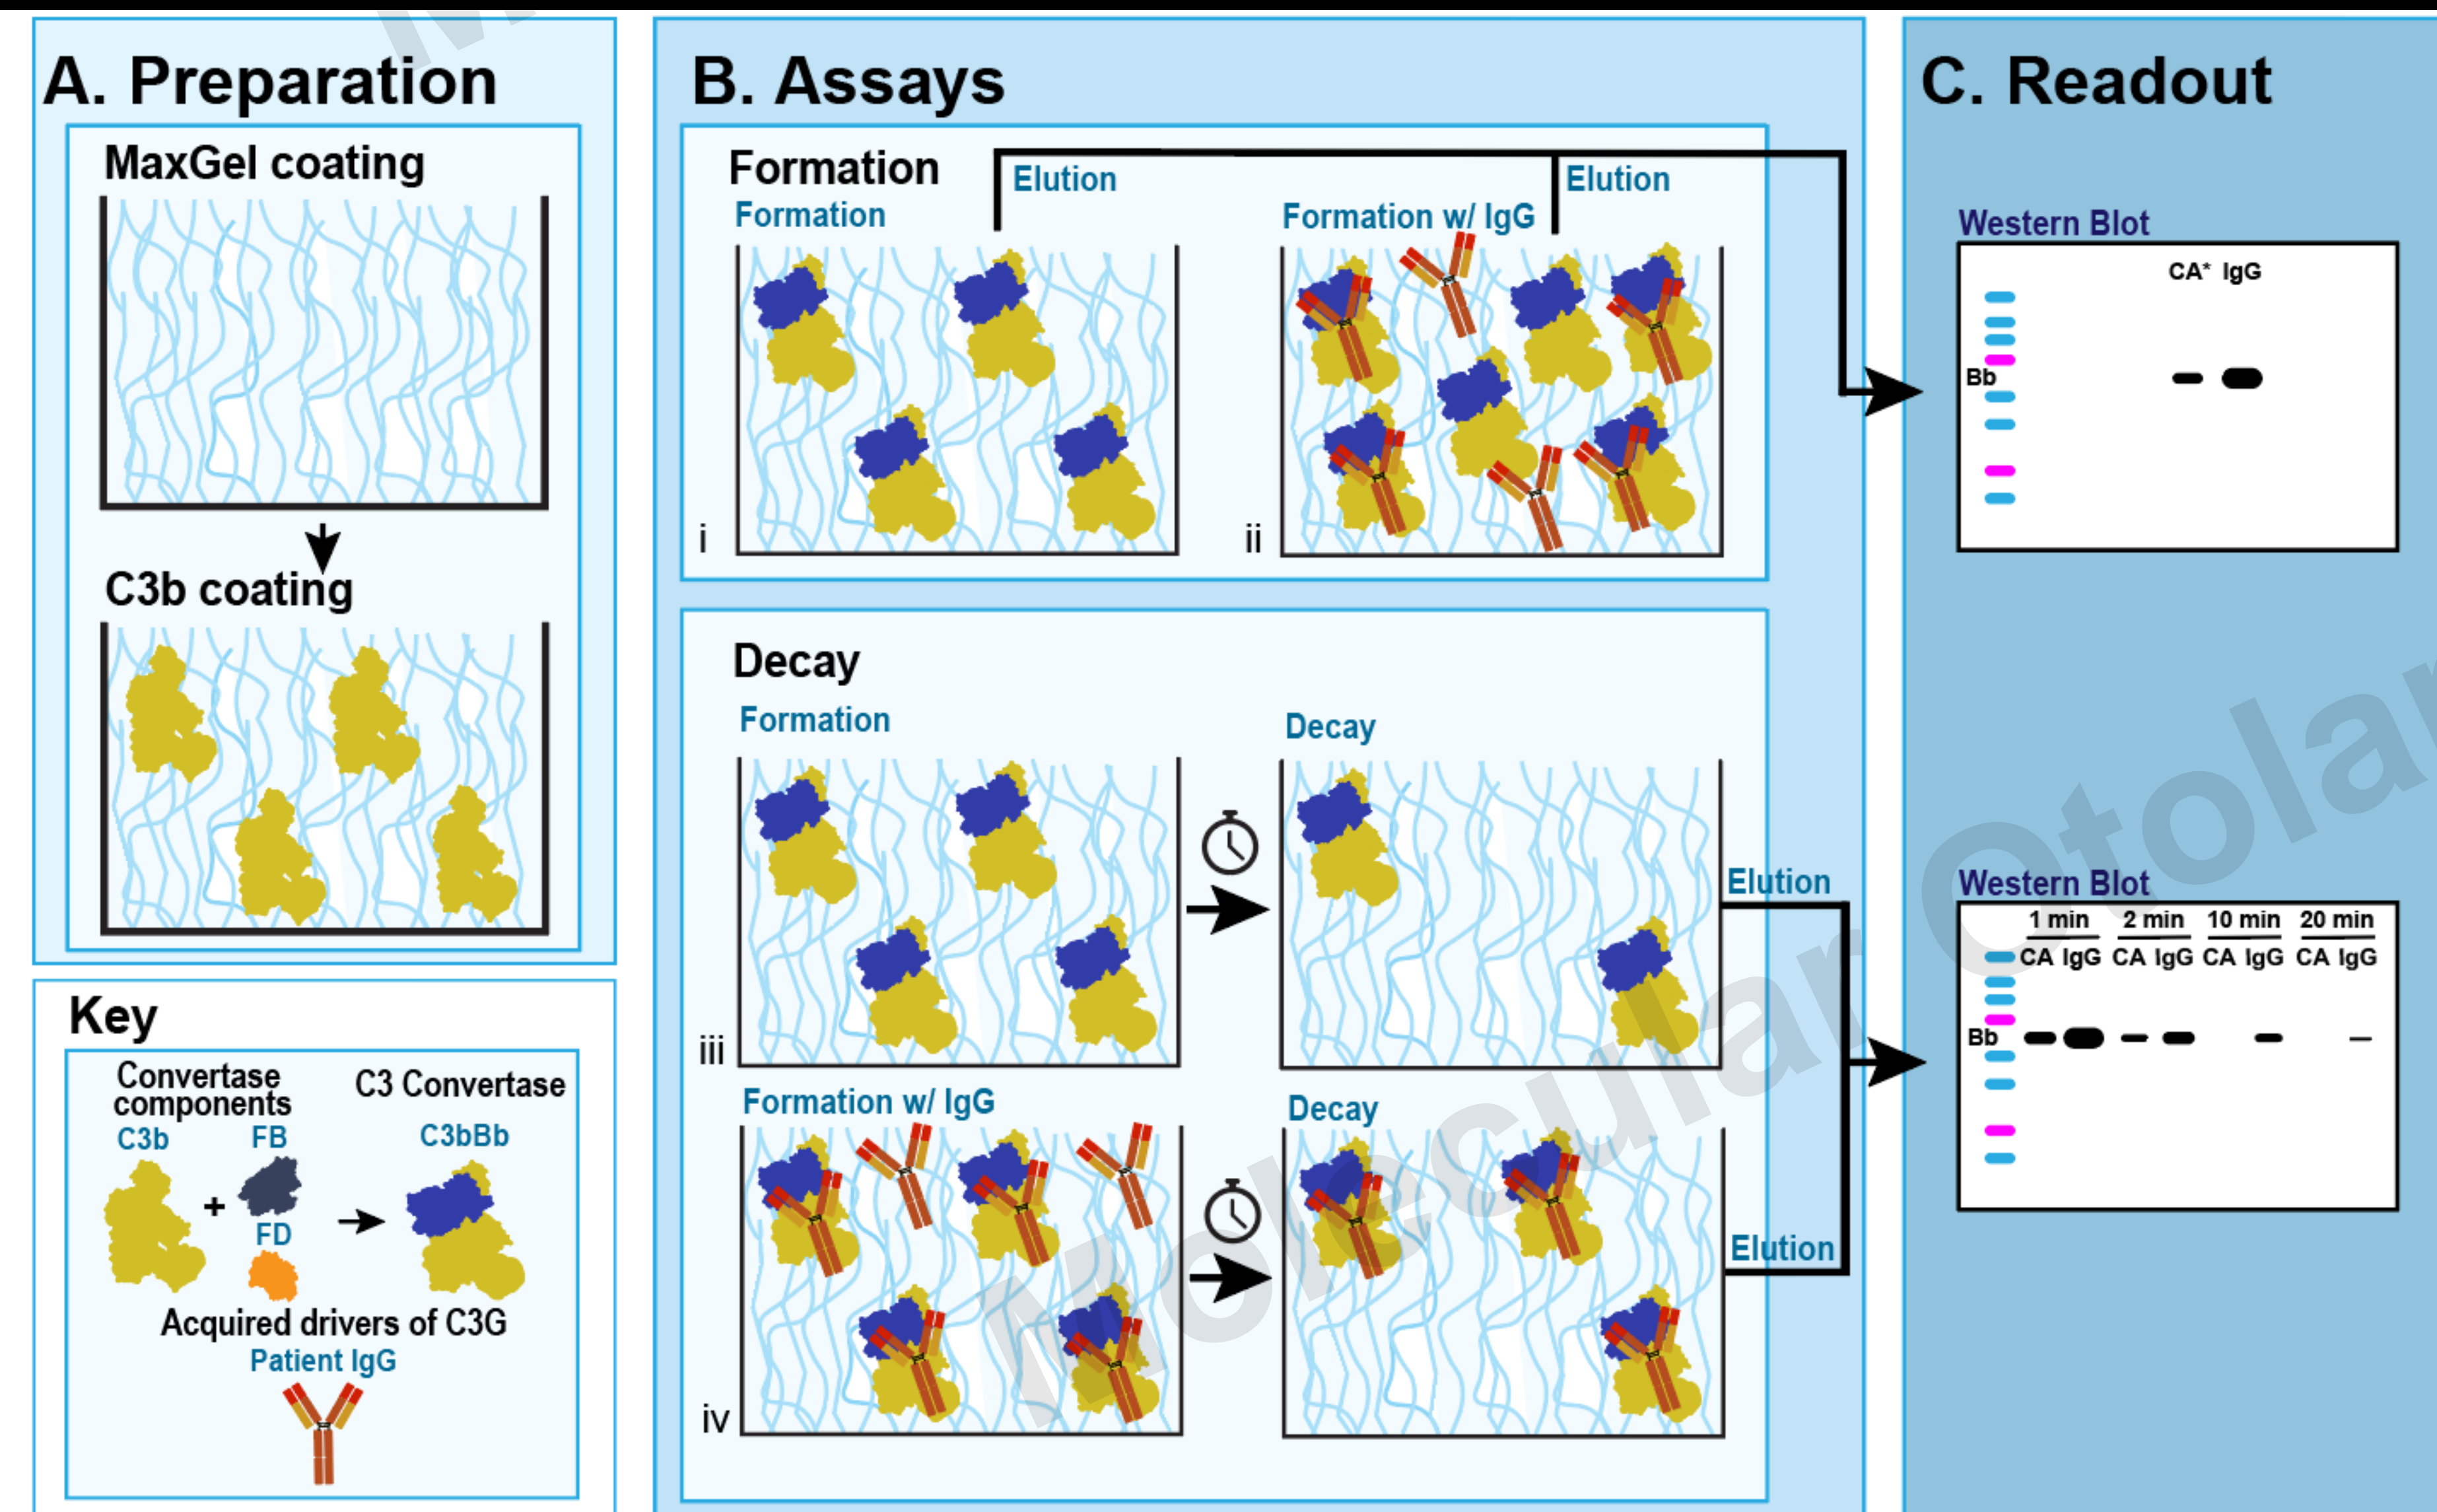 A. Preparation
MaxGel coating
C3b coating
Key
Convertase
components
C3 Convertase
C3b
FB
C3bBb
+
FD
Acquired drivers of C3G
Patient IgG
B. Assays
Formation
Elution
Elution
Formation
Formation w/ IgG
i
ii
Decay
Formation
Decay
Elution
iii
Formation w/ IgG
Decay
Elution
iv
C. Readout
Western Blot
CA* IgG
Bb
Western Blot
1 min 2 min 10 min 20 min
CA IgG CA IgG CA IgG CA IgG
Bb
Molecular Otolar